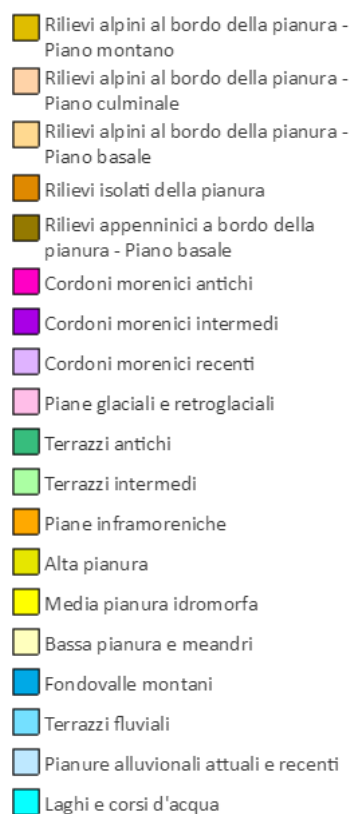 Rilievi alpini al bordo della pianura -
Piano montano
Rilievi alpini al bordo della pianura -
Piano culminale
Rilievi alpini al bordo della pianura -
Piano basale
Rilievi isolati della pianura
Rilievi appenninici a bordo della
pianura - Piano basale
Cordoni morenici antichi
Cordoni morenici intermedi
Cordoni morenici recenti
Piane glaciali e retroglaciali
Terrazzi antichi
Terrazzi intermedi
Piane inframoreniche
Alta pianura
Media pianura idromorfa
Bassa pianura e meandri
Fondovalle montani
Terrazzi fluviali
Pianure alluvionali attuali e recenti
Laghi e corsi d'acqua